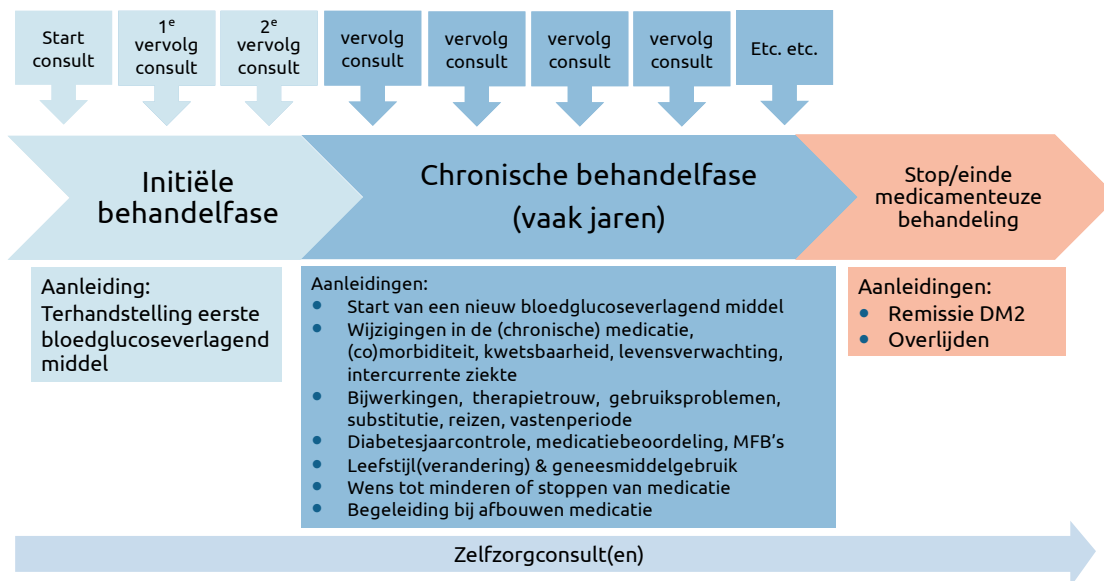 Start
consult
1e
vervolg
consult
2e
vervolg
consult
vervolg
consult
vervolg
consult
vervolg
consult
vervolg
consult
Etc. etc.
Initiële
behandelfase
Chronische behandelfase
(vaak jaren)
Stop/einde
medicamenteuze
behandeling
Aanleiding:
Terhandstelling eerste
bloedglucoseverlagend
middel
Aanleidingen:
• Start van een nieuw bloedglucoseverlagend middel
• Wijzigingen in de (chronische) medicatie,
(co)morbiditeit, kwetsbaarheid, levensverwachting,
intercurrente ziekte
• Bijwerkingen, therapietrouw, gebruiksproblemen,
substitutie, reizen, vastenperiode
• Diabetesjaarcontrole, medicatiebeoordeling, MFB’s
• Leefstijl(verandering) & geneesmiddelgebruik
• Wens tot minderen of stoppen van medicatie
• Begeleiding bij afbouwen medicatie
Aanleidingen:
• Remissie DM2
• Overlijden
Zelfzorgconsult(en)